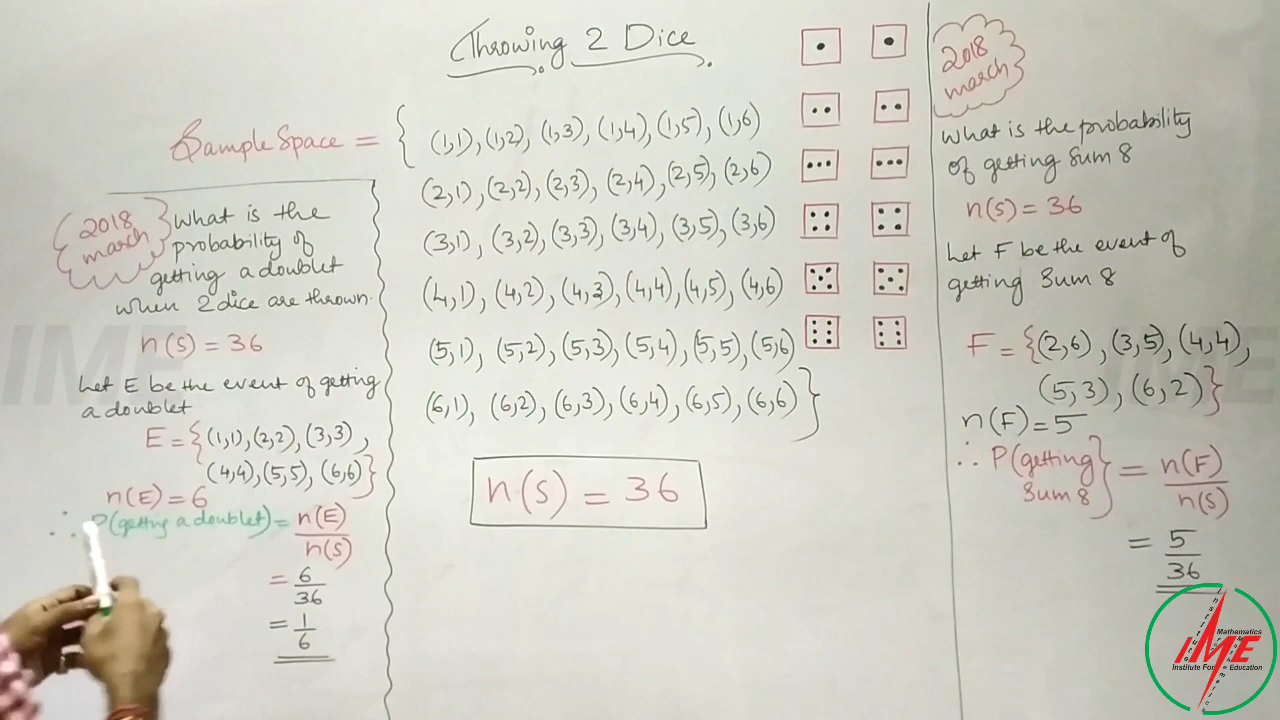 Throwing 2 Dice
Sample Space = {
(1,1), (1,2), (1,3), (1,4), (1,5), (1,6)
(2,1), (2,2), (2,3), (2,4), (2,5), (2,6)
(3,1), (3,2), (3,3), (3,4), (3,5), (3,6)
(4,1), (4,2), (4,3), (4,4), (4,5), (4,6)
(5,1), (5,2), (5,3), (5,4), (5,5), (5,6)
(6,1), (6,2), (6,3), (6,4), (6,5), (6,6) }
n(S) = 36
2018
march
What is the
probability of
getting a doublet
when 2 dice are thrown.
n(S) = 36
Let E be the event of getting
a doublet
E = {(1,1), (2,2), (3,3),
(4,4), (5,5), (6,6)}
n(E) = 6
∴ P(getting a doublet) = n(E)
n(S)
= 6
36
= 1
6
2018
march
What is the probability
of getting Sum 8
n(S) = 36
Let F be the event of
getting Sum 8
F = {(2,6), (3,5), (4,4),
(5,3), (6,2)}
n(F) = 5
∴ P(getting
Sum 8} = n(F)
n(S)
= 5
36
IME
IME
Mathematics
IME
Institute For Education